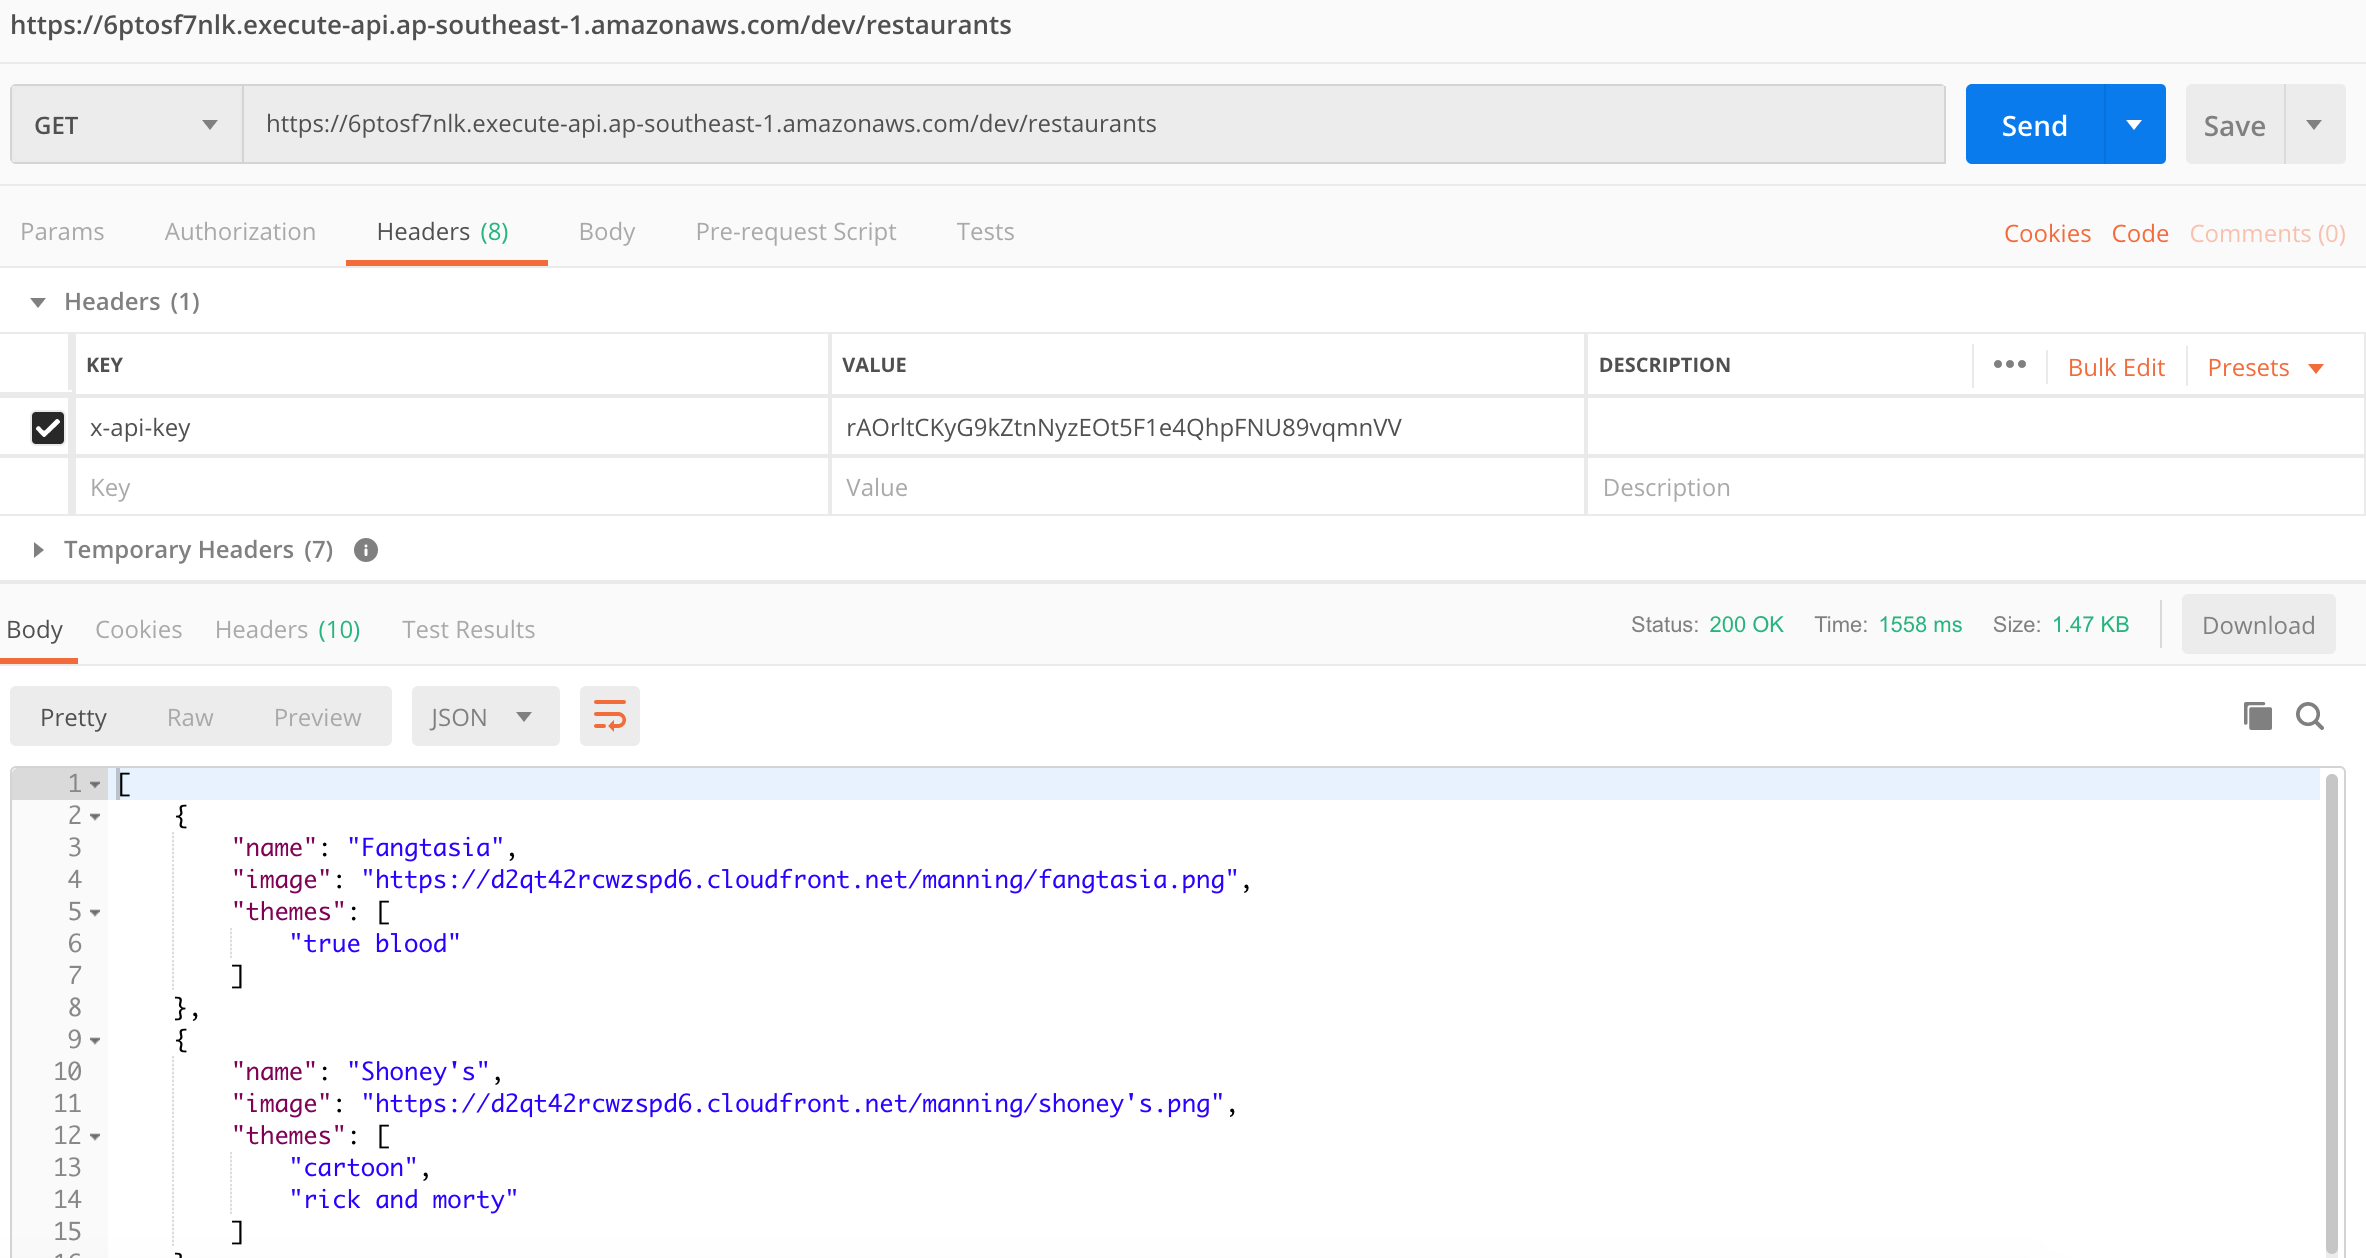 https://6ptosf7nlk.execute-api.ap-southeast-1.amazonaws.com/dev/restaurants
GET https://6ptosf7nlk.execute-api.ap-southeast-1.amazonaws.com/dev/restaurants Send Save
Params Authorization Headers (8) Body Pre-request Script Tests Cookies Code Comments (0)
Headers (1)
KEY VALUE DESCRIPTION ••• Bulk Edit Presets
x-api-key rAOrltCKyG9kZtnNyzEOt5F1e4QhpFNU89vqmnVV
Key Value Description
Temporary Headers (7)
Body Cookies Headers (10) Test Results Status: 200 OK Time: 1558 ms Size: 1.47 KB Download
Pretty Raw Preview JSON
1 [
2 {
3 "name": "Fangtasia",
4 "image": "https://d2qt42rcwzspd6.cloudfront.net/manning/fangtasia.png",
5 "themes": [
6 "true blood"
7 ]
8 },
9 {
10 "name": "Shoney's",
11 "image": "https://d2qt42rcwzspd6.cloudfront.net/manning/shoney's.png",
12 "themes": [
13 "cartoon",
14 "rick and morty"
15 ]